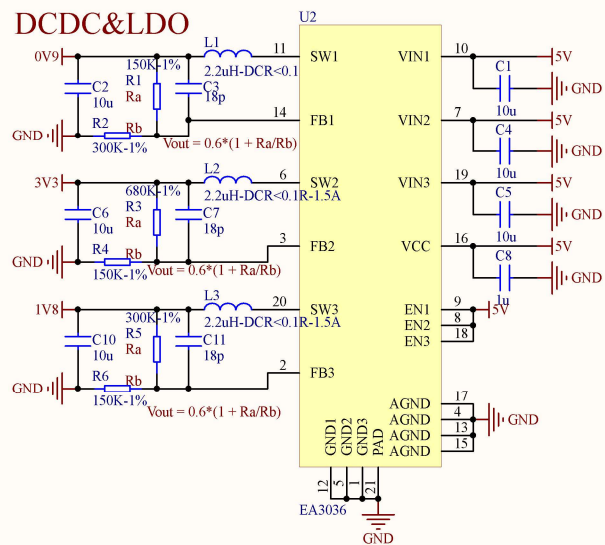 DCDC&LDO
U2
0V9
L1
11
SW1
VIN1
10
5V
150K-1%
2.2uH-DCR<0.1
C2
10u
R1
Ra
C3
18p
C1
10u
GND
GND
R2
Rb
300K-1%
14
FB1
VIN2
7
5V
Vout = 0.6*(1 + Ra/Rb)
C4
10u
GND
3V3
L2
6
SW2
VIN3
19
5V
680K-1%
2.2uH-DCR<0.1R-1.5A
C6
10u
R3
Ra
C7
18p
C5
10u
GND
R4
Rb
150K-1%
3
FB2
VCC
16
5V
GND
Vout = 0.6*(1 + Ra/Rb)
C8
1u
GND
1V8
L3
20
SW3
EN1
9
5V
300K-1%
2.2uH-DCR<0.1R-1.5A
EN2
8
EN3
18
C10
10u
R5
Ra
C11
18p
R6
Rb
150K-1%
2
FB3
GND
Vout = 0.6*(1 + Ra/Rb)
AGND
17
AGND
4
GND
AGND
13
AGND
15
GND1
GND2
GND3
PAD
12
5
1
21
EA3036
GND